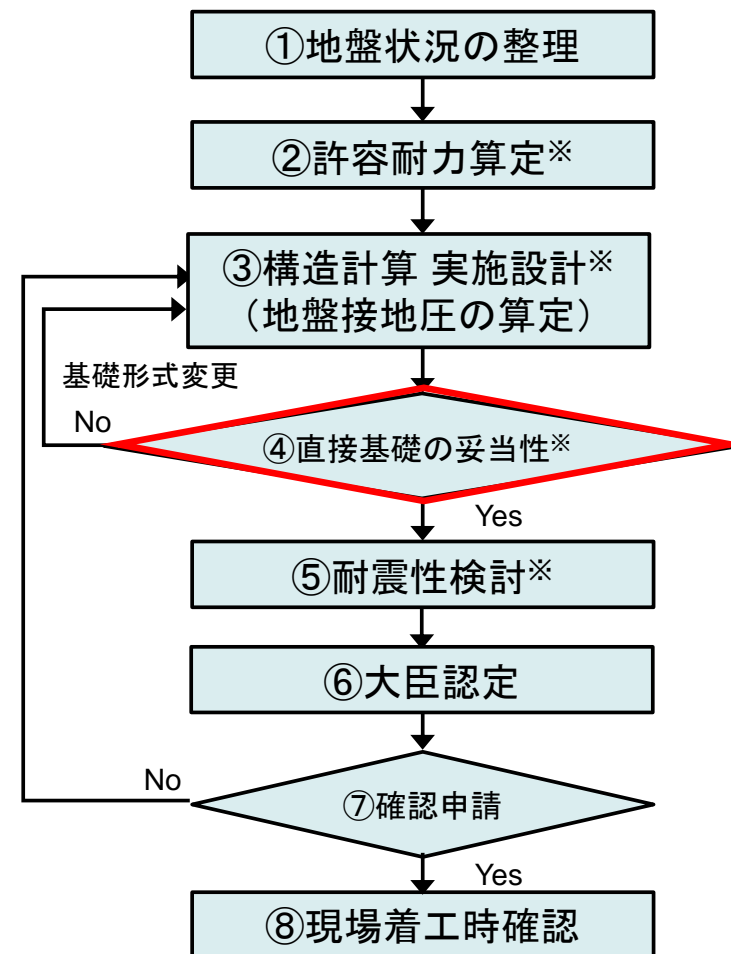 ①地盤状況の整理
②許容耐力算定※
③構造計算 実施設計※
（地盤接地圧の算定）
基礎形式変更
No
④直接基礎の妥当性※
Yes
⑤耐震性検討※
⑥大臣認定
No
⑦確認申請
Yes
⑧現場着工時確認